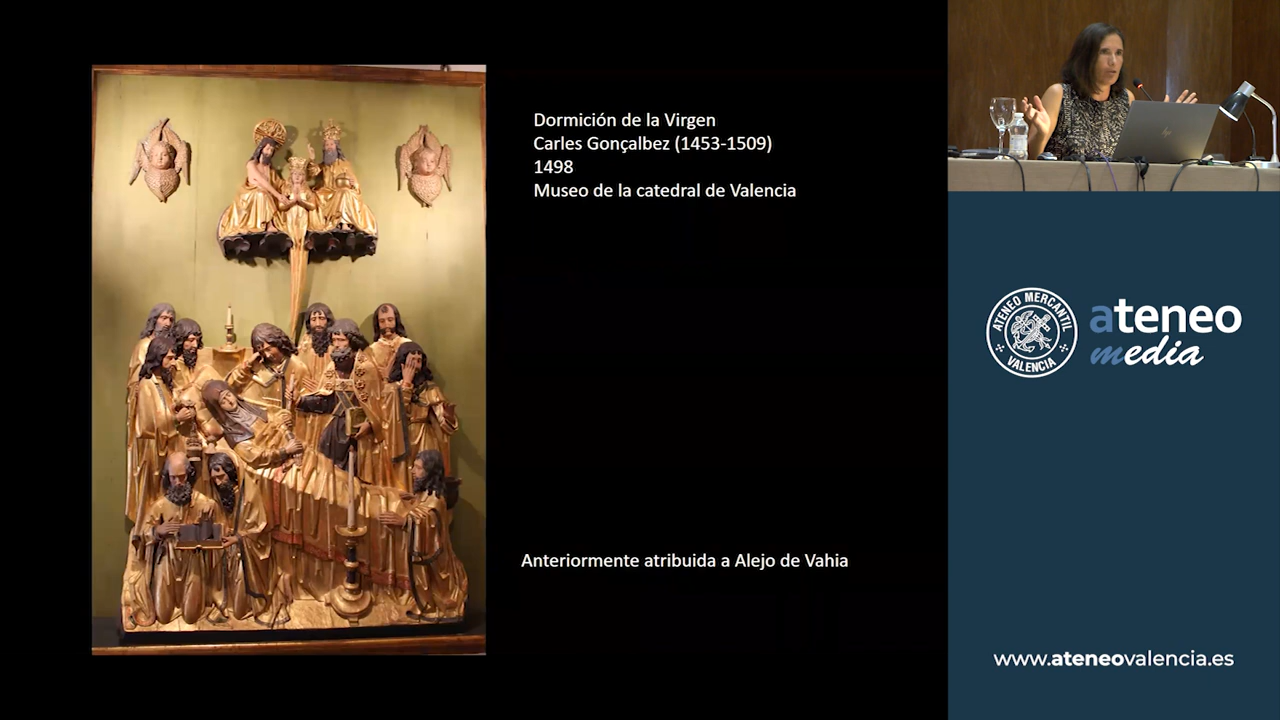 Dormición de la Virgen
Carles Gonçalbez (1453-1509)
1498
Museo de la catedral de Valencia
Anteriormente atribuida a Alejo de Vahia
ATENEO MERCANTIL
VALENCIA
ateneo
media
www.ateneovalencia.es